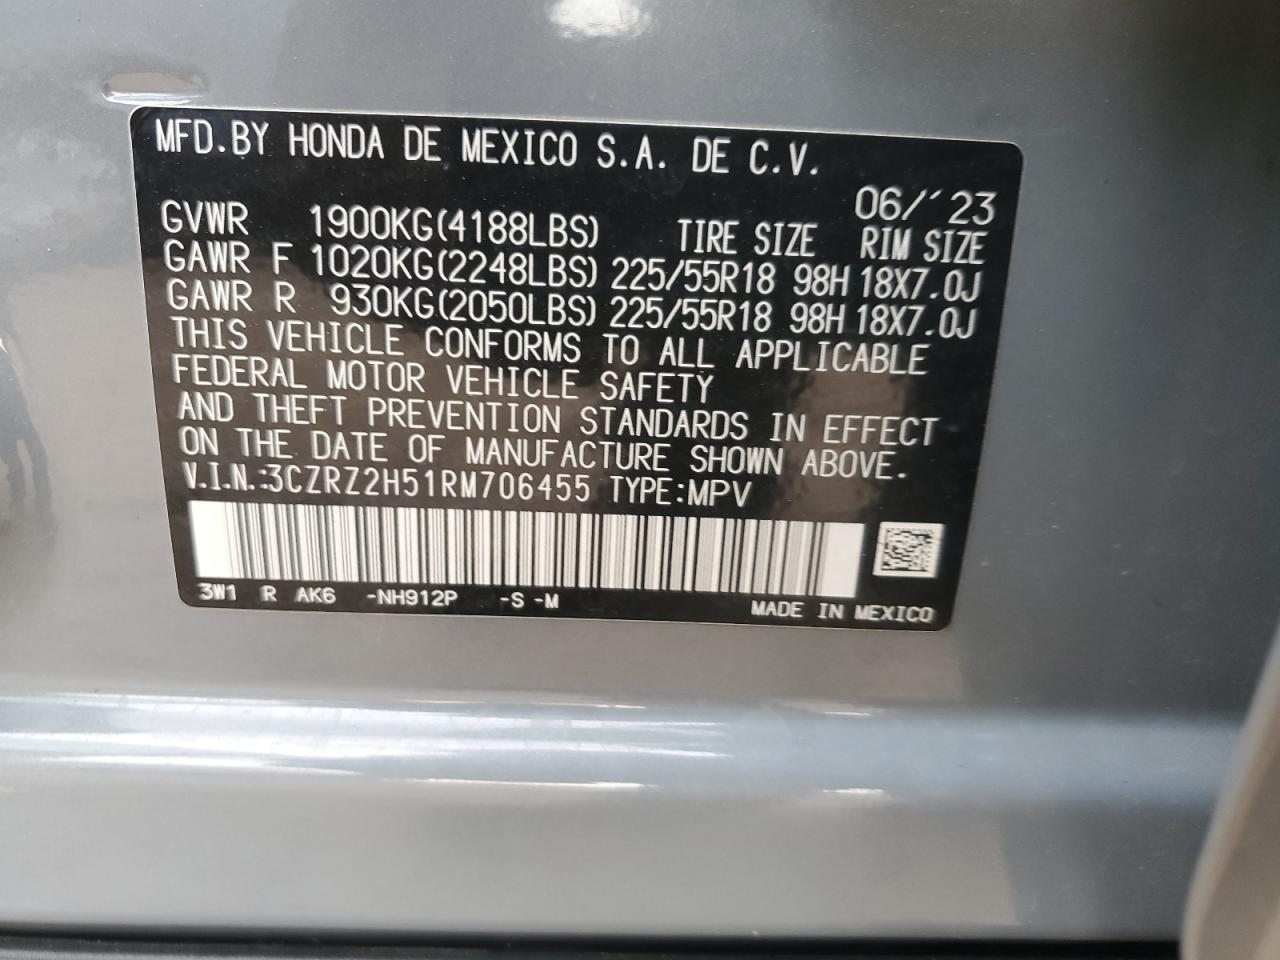 MFD.BY HONDA DE MEXICO S.A. DE C.V.
06/´23
GVWR 1900KG(4188LBS) TIRE SIZE RIM SIZE
GAWR F 1020KG(2248LBS) 225/55R18 98H 18X7.0J
GAWR R 930KG(2050LBS) 225/55R18 98H 18X7.0J
THIS VEHICLE CONFORMS TO ALL APPLICABLE
FEDERAL MOTOR VEHICLE SAFETY
AND THEFT PREVENTION STANDARDS IN EFFECT
ON THE DATE OF MANUFACTURE SHOWN ABOVE.
V.I.N.:3CZRZ2H51RM706455 TYPE:MPV
3W1 R AK6 -NH912P -S -M MADE IN MEXICO